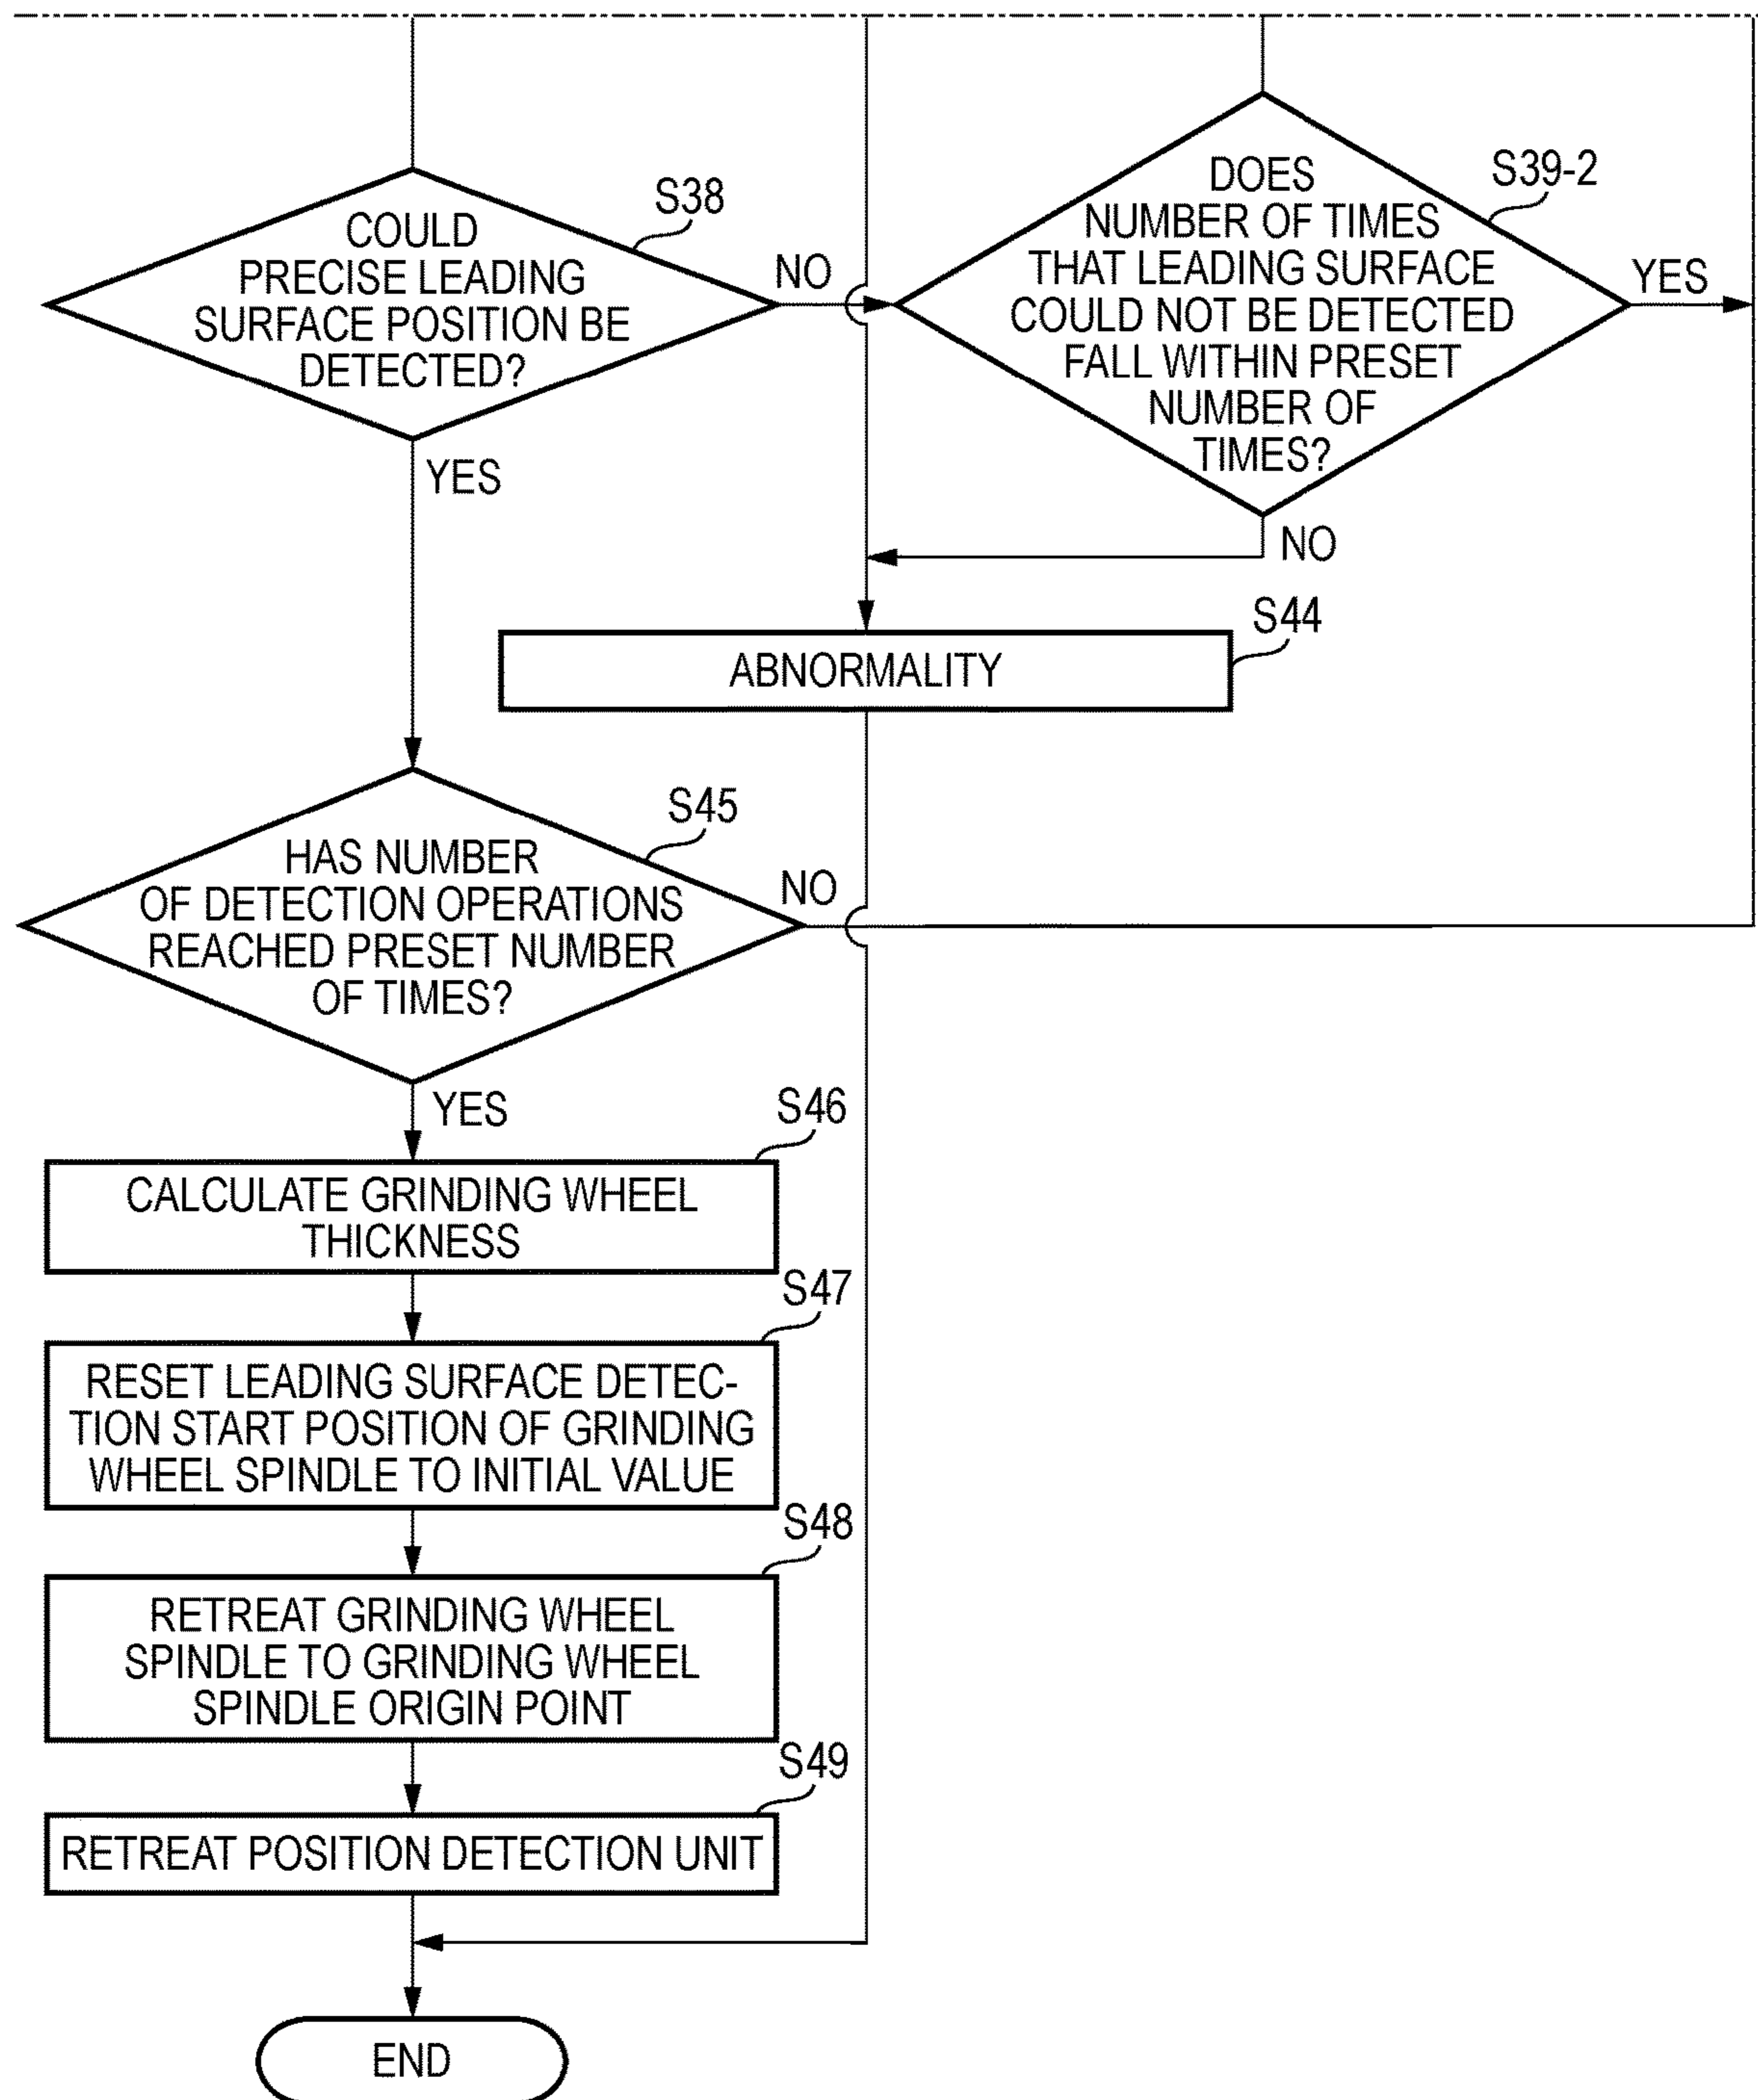 S38
COULD
PRECISE LEADING
SURFACE POSITION BE
DETECTED?
NO
YES
S39-2
DOES
NUMBER OF TIMES
THAT LEADING SURFACE
COULD NOT BE DETECTED
FALL WITHIN PRESET
NUMBER OF
TIMES?
YES
NO
S44
ABNORMALITY
S45
HAS NUMBER
OF DETECTION OPERATIONS
REACHED PRESET NUMBER
OF TIMES?
NO
YES
S46
CALCULATE GRINDING WHEEL
THICKNESS
S47
RESET LEADING SURFACE DETEC-
TION START POSITION OF GRINDING
WHEEL SPINDLE TO INITIAL VALUE
S48
RETREAT GRINDING WHEEL
SPINDLE TO GRINDING WHEEL
SPINDLE ORIGIN POINT
S49
RETREAT POSITION DETECTION UNIT
END